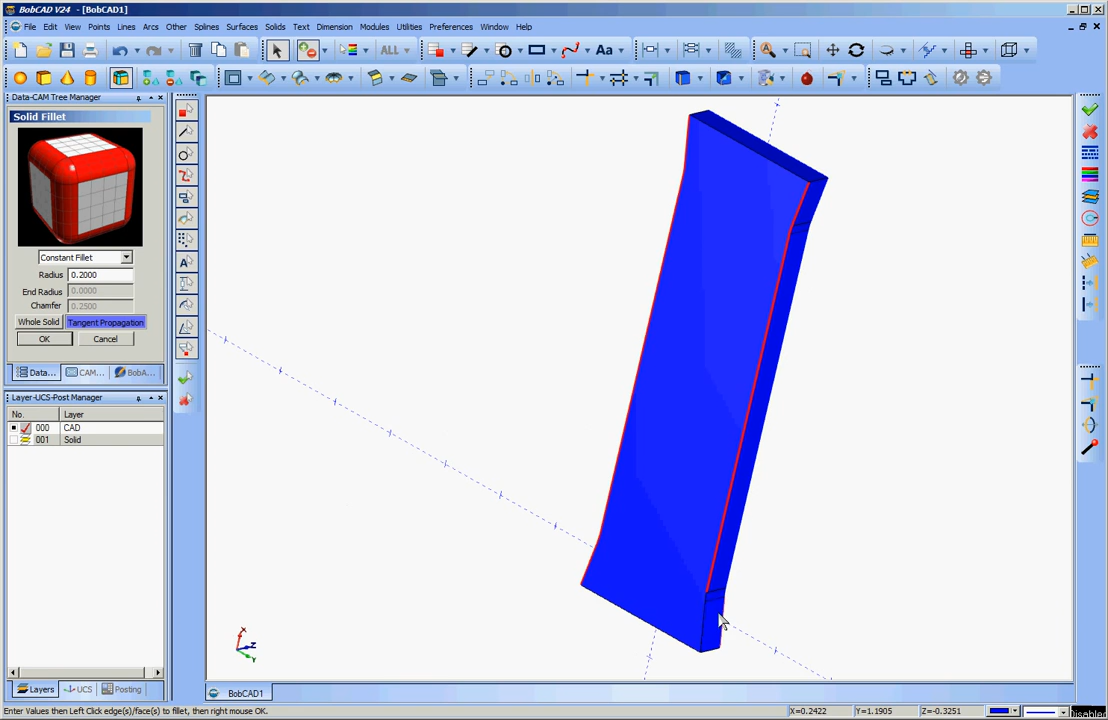 BobCAD V24 - [BobCAD1]
File Edit View Points Lines Arcs Other Splines Surfaces Solids Text Dimension Modules Utilities Preferences Window Help
ALL
Aa
Data-CAM Tree Manager
Solid Fillet
Constant Fillet
Radius 0.2000
End Radius 0.0000
Chamfer 0.2500
Whole Solid Tangent Propagation
OK Cancel
Data... CAM... BobA...
Layer-UCS-Post Manager
No. Layer
000 CAD
001 Solid
A
X
Z
Y
Layers UCS Posting
BobCAD1
Enter Values then Left Click edge(s)/face(s) to fillet, then right mouse OK.
X=0.2422 Y=1.1905 Z=-0.3251
Disabled